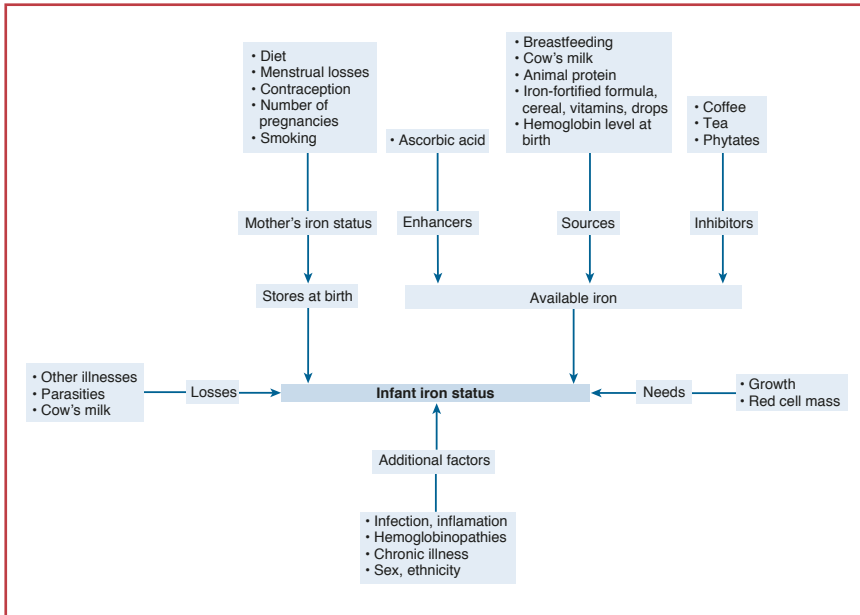 • Diet
• Menstrual losses
• Contraception
• Number of
pregnancies
• Smoking
• Ascorbic acid
• Breastfeeding
• Cow's milk
• Animal protein
• Iron-fortified formula,
cereal, vitamins, drops
• Hemoglobin level at
birth
• Coffee
• Tea
• Phytates
Mother's iron status
Enhancers
Sources
Inhibitors
Stores at birth
Available iron
• Other illnesses
• Parasities
• Cow's milk
Losses
Infant iron status
Needs
• Growth
• Red cell mass
Additional factors
• Infection, inflamation
• Hemoglobinopathies
• Chronic illness
• Sex, ethnicity